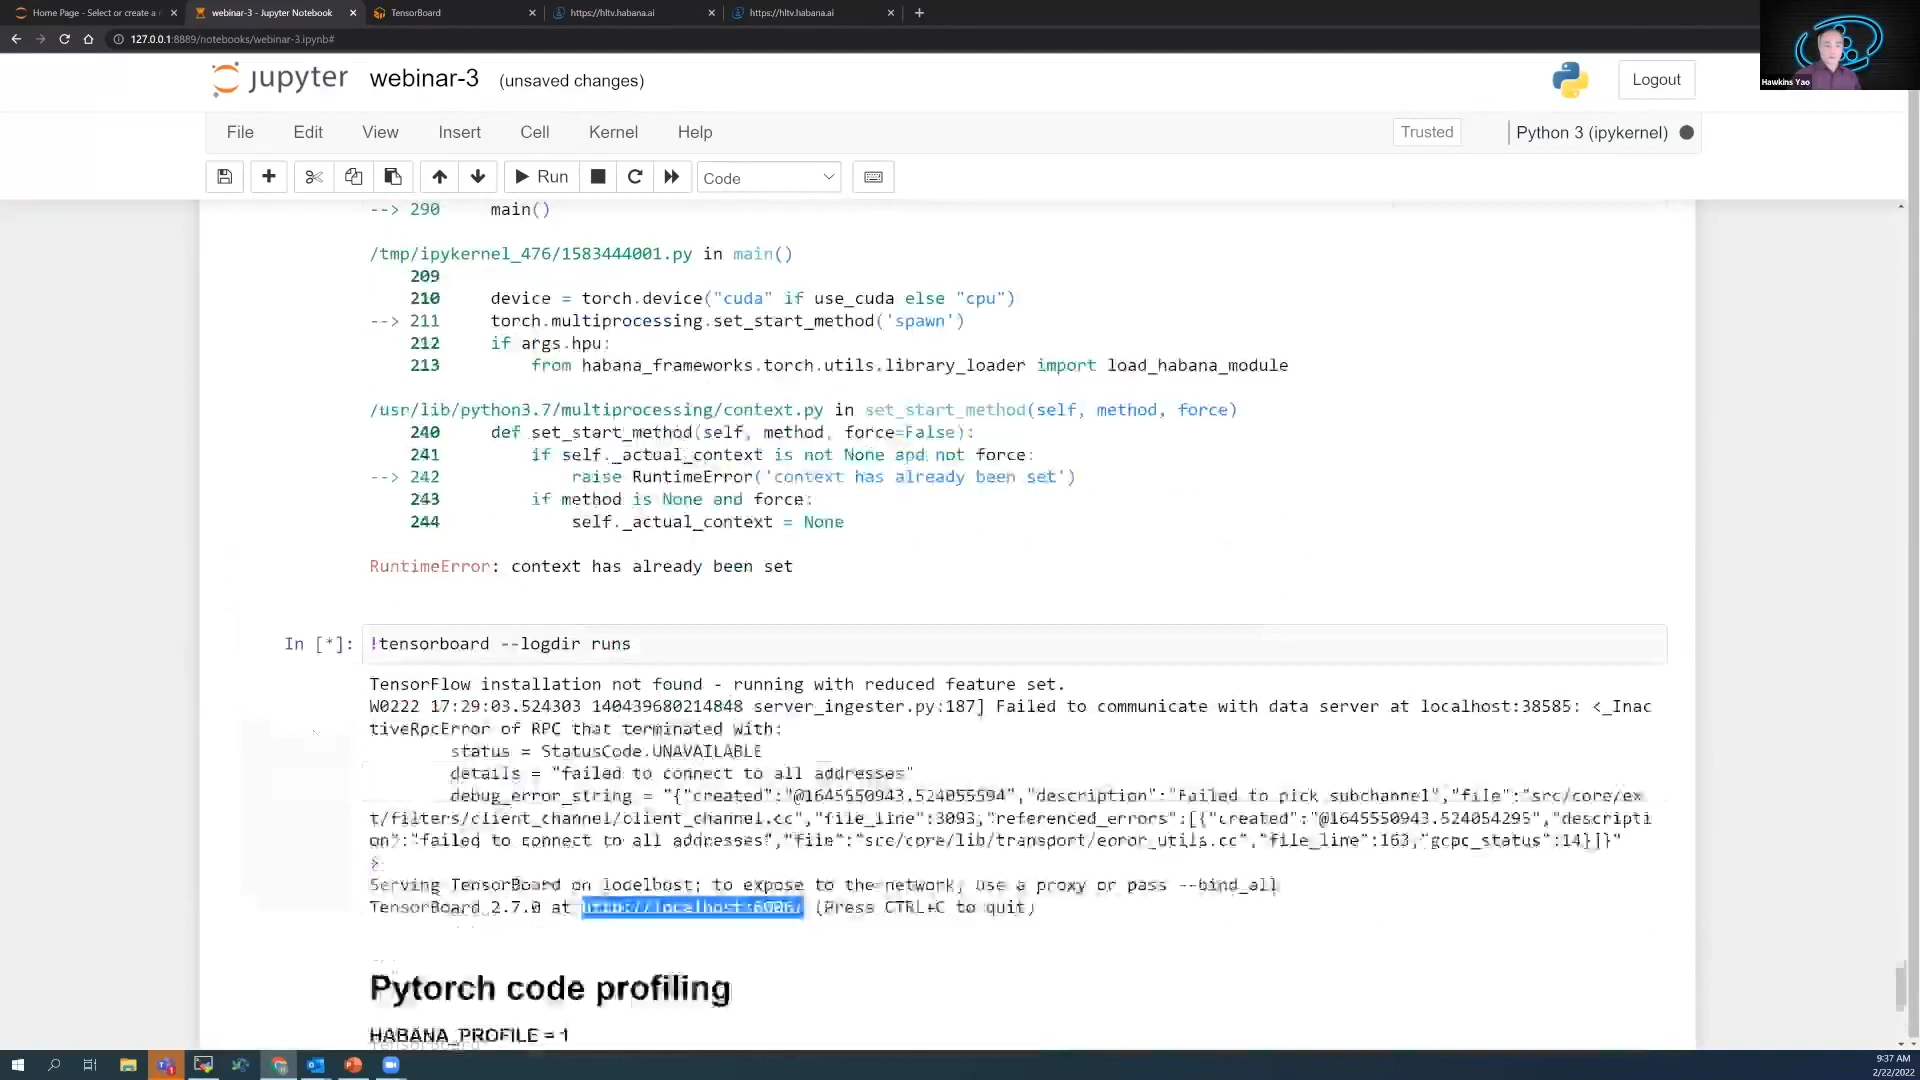 Home Page - Select or create a n
webinar-3 - Jupyter Notebook
TensorBoard
https://hltv.habana.ai
https://hltv.habana.ai
127.0.0.1:8889/notebooks/webinar-3.ipynb#
Hawkins Yao
jupyter webinar-3 (unsaved changes)
Logout
File Edit View Insert Cell Kernel Help
Trusted
Python 3 (ipykernel)
Run
Code
--> 290 main()
/tmp/ipykernel_476/1583444001.py in main()
209
210 device = torch.device("cuda" if use_cuda else "cpu")
--> 211 torch.multiprocessing.set_start_method('spawn')
212 if args.hpu:
213 from habana_frameworks.torch.utils.library_loader import load_habana_module
/usr/lib/python3.7/multiprocessing/context.py in set_start_method(self, method, force)
240 def set_start_method(self, method, force=False):
241 if self._actual_context is not None and not force:
--> 242 raise RuntimeError('context has already been set')
243 if method is None and force:
244 self._actual_context = None
RuntimeError: context has already been set
In [*]: !tensorboard --logdir runs
TensorFlow installation not found - running with reduced feature set.
W0222 17:29:03.524303 140439680214848 server_ingester.py:187] Failed to communicate with data server at localhost:38585: <_Inac
tiveRpcError of RPC that terminated with:
status = StatusCode.UNAVAILABLE
details = "failed to connect to all addresses"
debug_error_string = "{"created":"@1645550943.524055594","description":"Failed to pick subchannel","file":"src/core/ex
t/filters/client_channel/client_channel.cc","file_line":3093,"referenced_errors":[{"created":"@1645550943.524054295","descripti
on":"failed to connect to all addresses","file":"src/core/lib/transport/error_utils.cc","file_line":163,"grpc_status":14}]}"
>
Serving TensorBoard on localhost; to expose to the network, use a proxy or pass --bind_all
TensorBoard 2.7.0 at http://localhost:6006/ (Press CTRL+C to quit)
Pytorch code profiling
HABANA_PROFILE = 1
TensorBoard
9:37 AM
2/22/2022